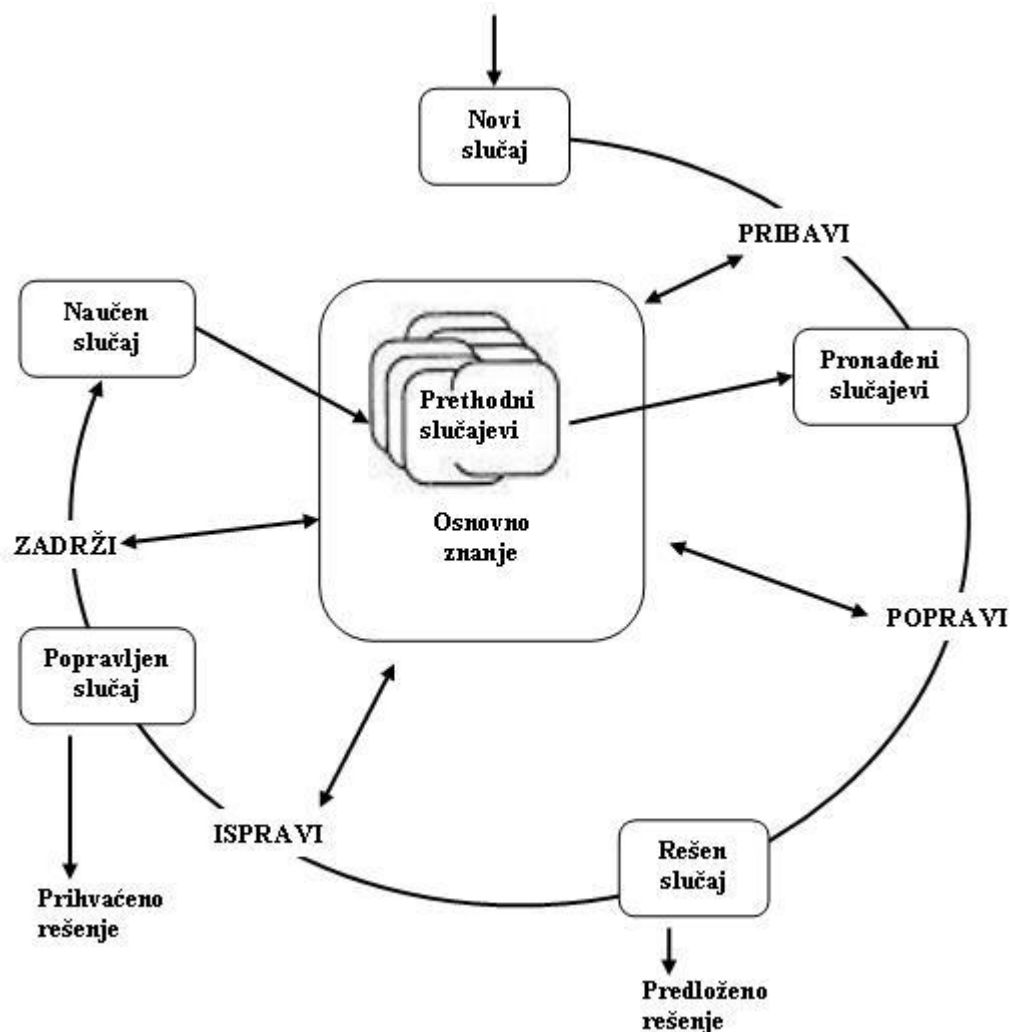 Novi
slučaj
PRIBAVI
Naučen
slučaj
Pronađeni
slučajevi
Prethodni
slučajevi
Osnovno
znanje
ZADRŽI
POPRAVI
Popravljen
slučaj
ISPRAVI
Rešen
slučaj
Prihvaćeno
rešenje
Predloženo
rešenje